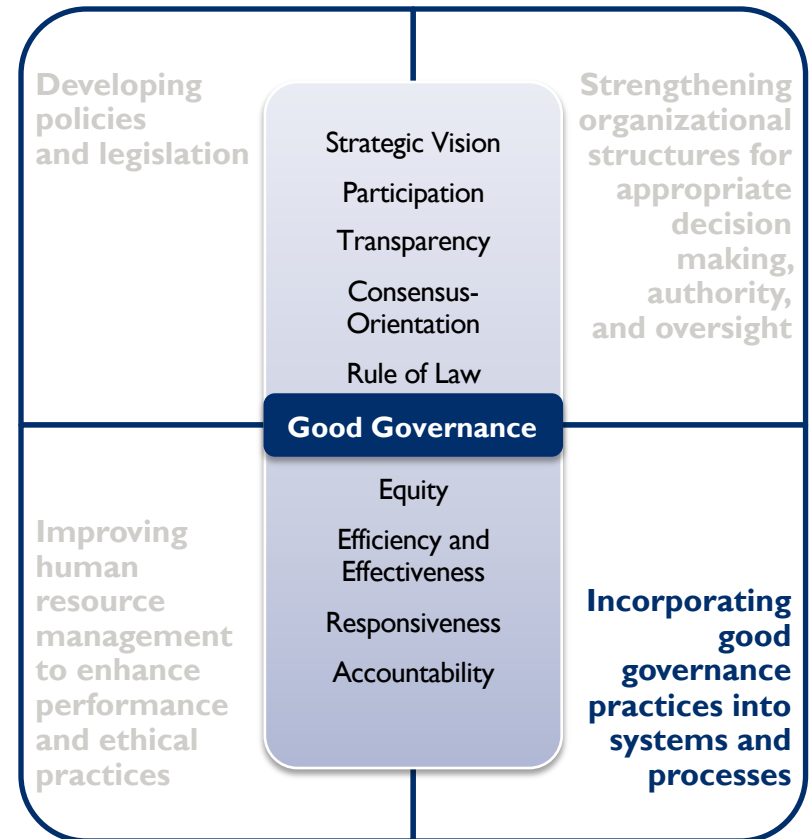 Developing
policies
and legislation
Strengthening
organizational
structures for
appropriate
decision
making,
authority,
and oversight
Strategic Vision
Participation
Transparency
Consensus-
Orientation
Rule of Law
Good Governance
Equity
Efficiency and
Effectiveness
Responsiveness
Accountability
Improving
human
resource
management
to enhance
performance
and ethical
practices
Incorporating
good
governance
practices into
systems and
processes